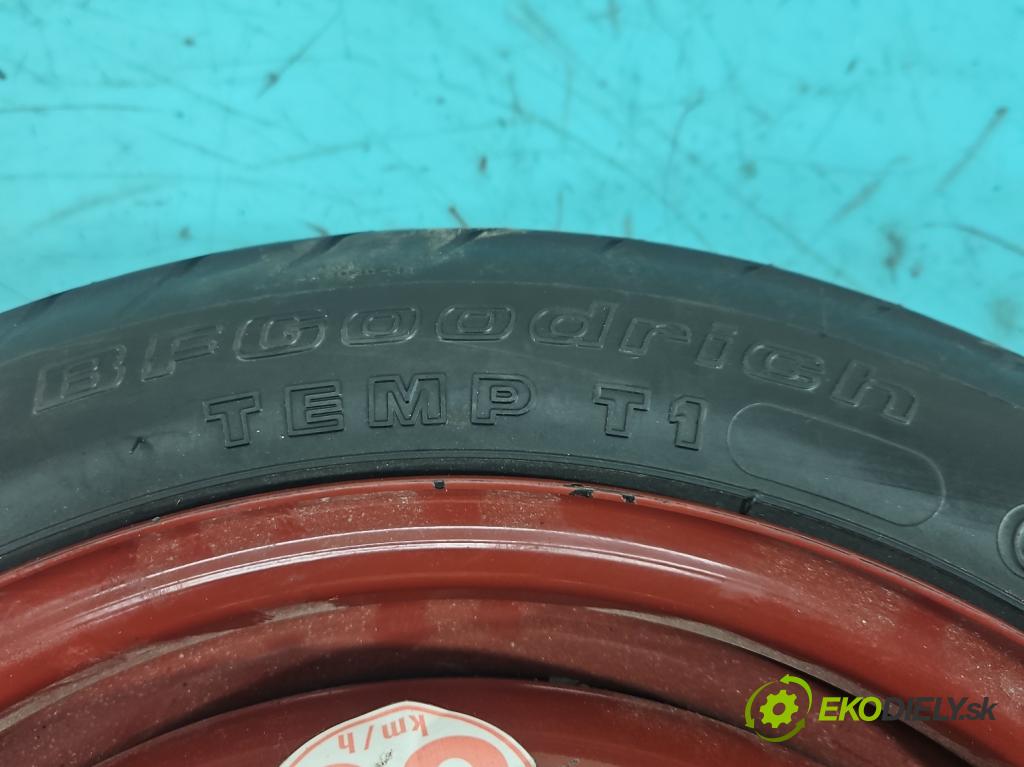 BFGoodrich
TEMP T1
km/h
EKODIELY.sk